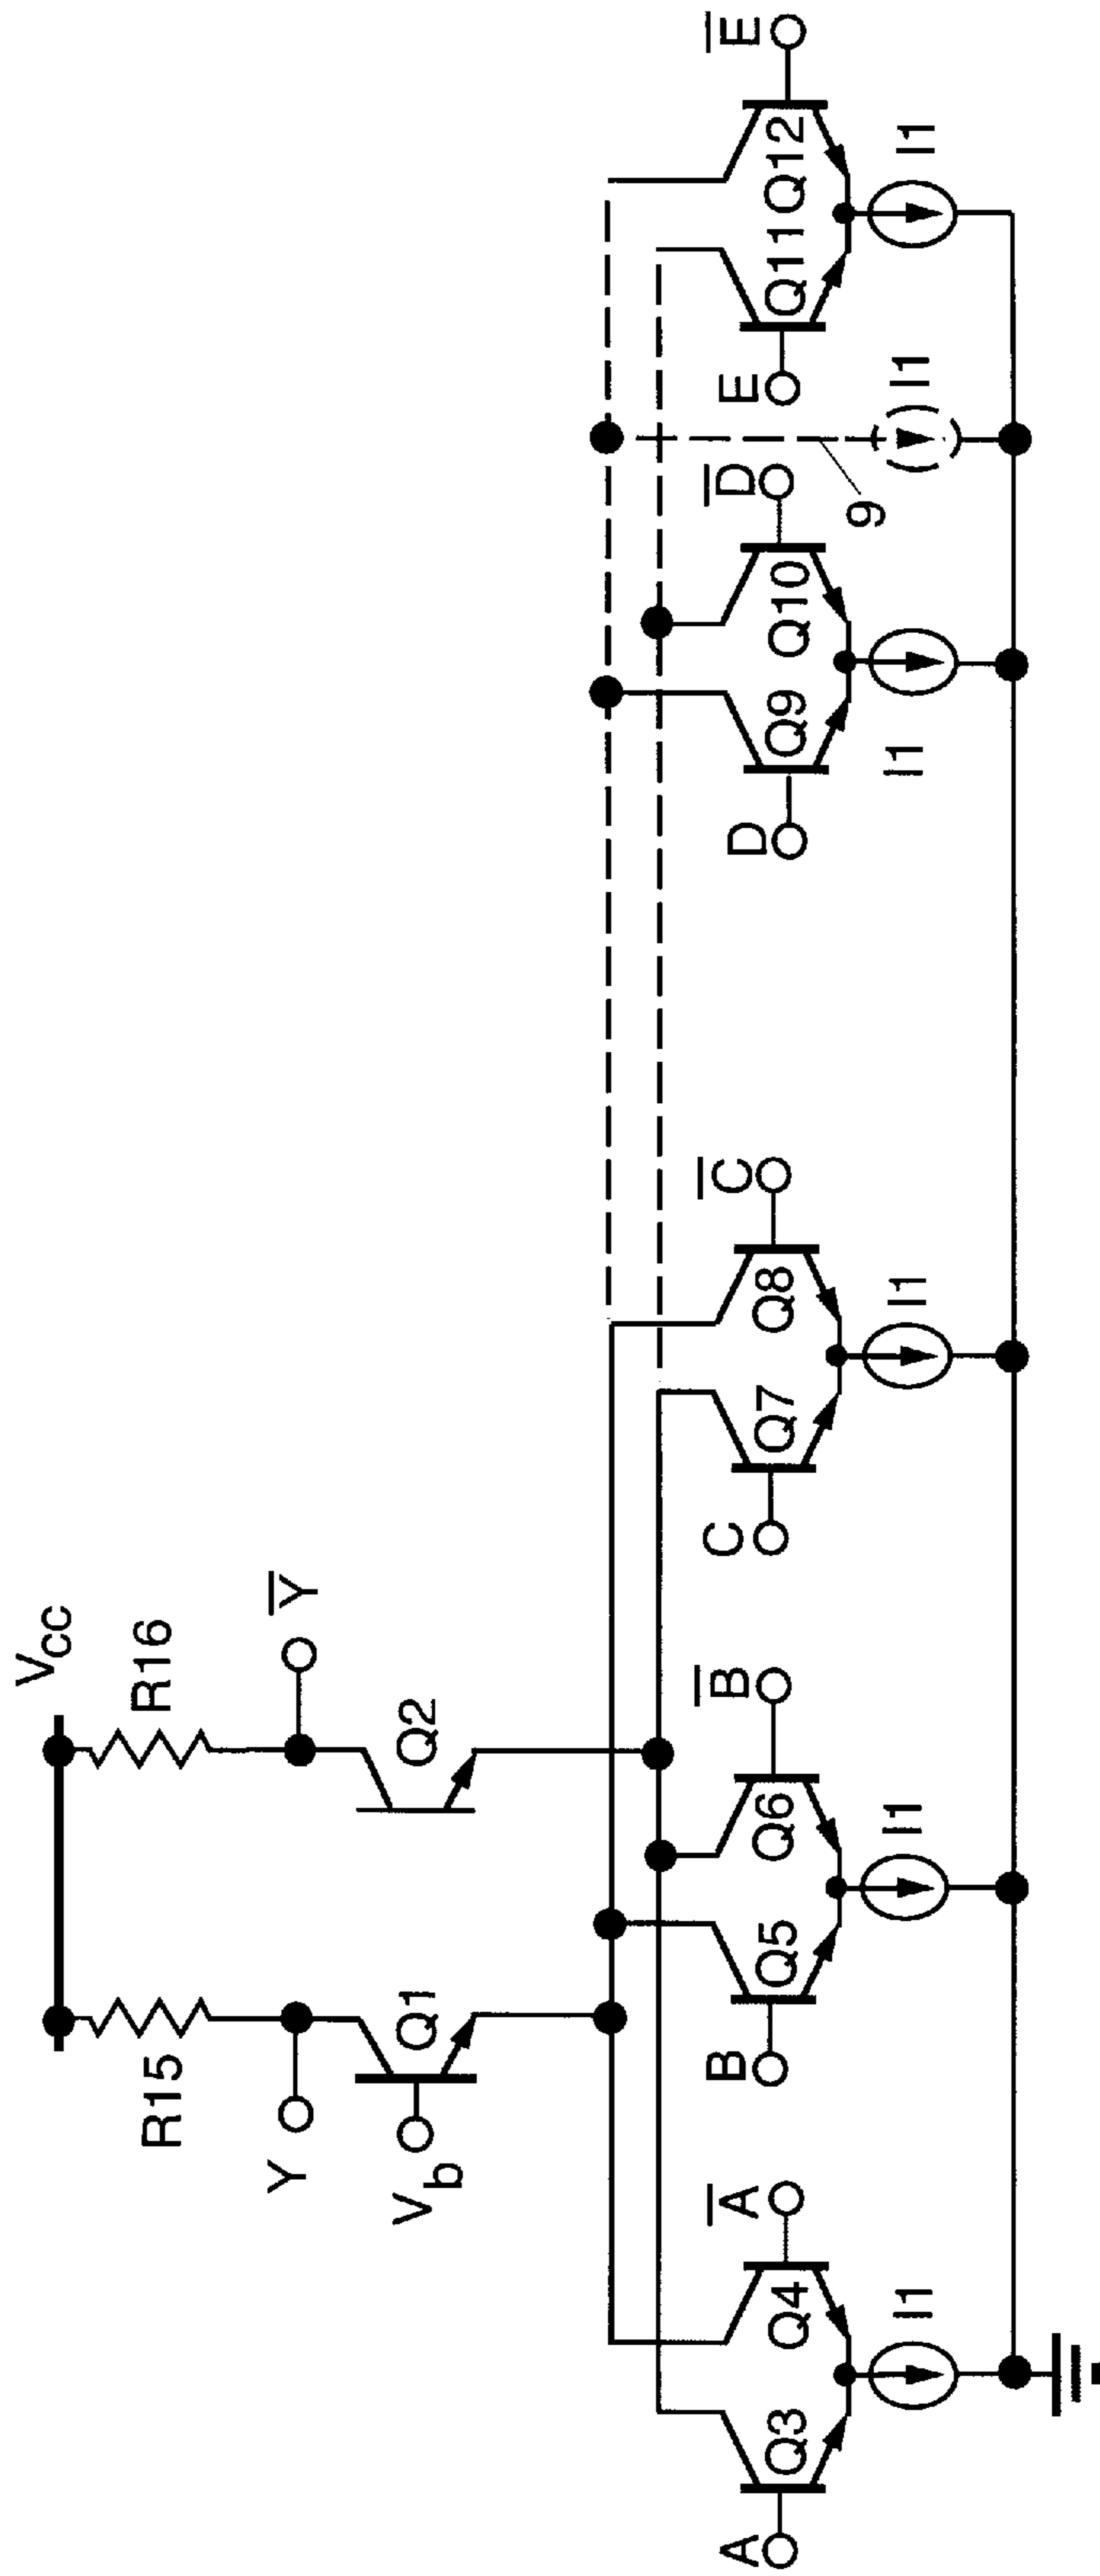 VCC
R15
R16
Y
Y̅
Vb
Q1
Q2
A
Q3
Q4
A̅
B
Q5
Q6
B̅
C
Q7
Q8
C̅
D
Q9
Q10
D̅
E
Q11
Q12
E̅
I1
I1
I1
I1
9
I1
I1